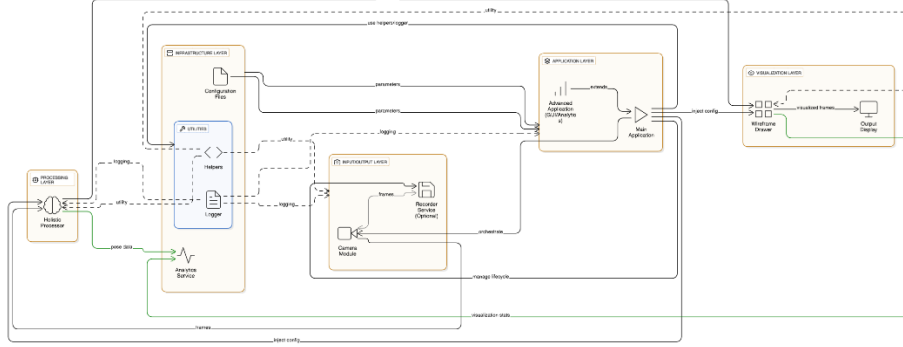 utility
use helpers/logger
INFRASTRUCTURE LAYER
APPLICATION LAYER
VISUALIZATION LAYER
Configuration
Files
parameters
parameters
Advanced
Application
(GUI/Analytic
s)
extends
Main
Application
inject config
Wireframe
Drawer
visualized frames
Output
Display
UTILITIES
Helpers
utility
logging
INPUT/OUTPUT LAYER
logging
PROCESSING
LAYER
Holistic
Processor
utility
Logger
logging
frames
Recorder
Service
(Optional)
orchestrate
Camera
Module
pose data
Analytics
Service
manage lifecycle
visualization state
frames
inject config